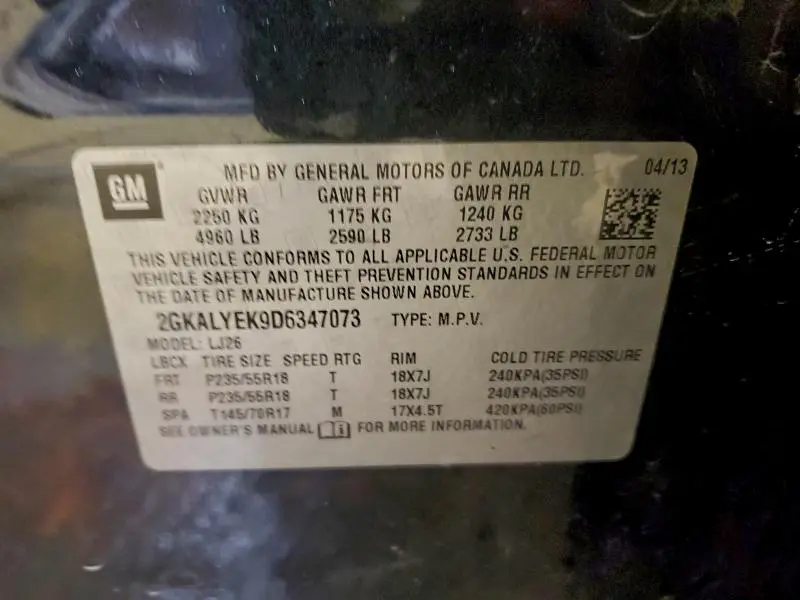 GM
MFD BY GENERAL MOTORS OF CANADA LTD. 04/13
GVWR GAWR FRT GAWR RR
2250 KG 1175 KG 1240 KG
4960 LB 2590 LB 2733 LB
THIS VEHICLE CONFORMS TO ALL APPLICABLE U.S. FEDERAL MOTOR
VEHICLE SAFETY AND THEFT PREVENTION STANDARDS IN EFFECT ON
THE DATE OF MANUFACTURE SHOWN ABOVE.
2GKALYEK9D6347073 TYPE: M.P.V.
MODEL: LJ26
LBCX TIRE SIZE SPEED RTG RIM COLD TIRE PRESSURE
FRT P235/55R18 T 18X7J 240KPA(35PSI)
RR P235/55R18 T 18X7J 240KPA(35PSI)
SPA T145/70R17 M 17X4.5T 420KPA(60PSI)
SEE OWNER'S MANUAL FOR MORE INFORMATION.